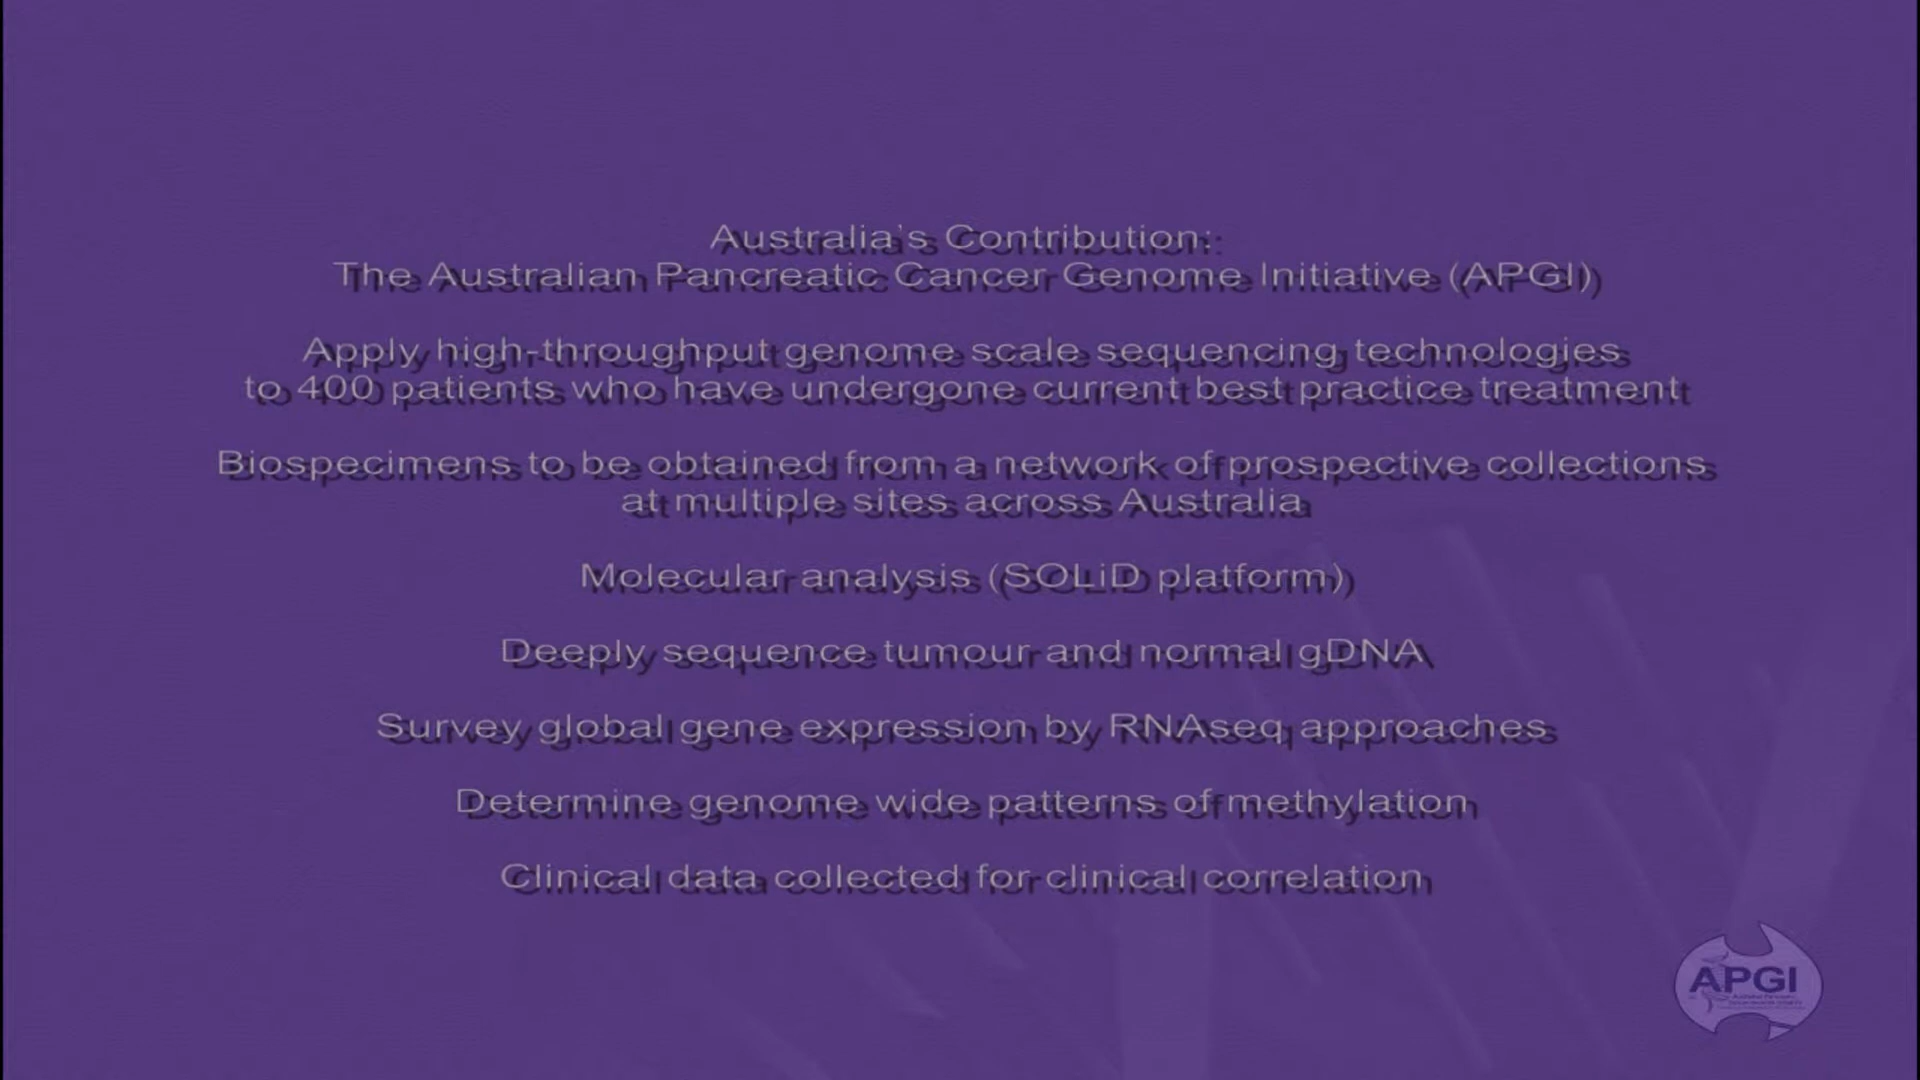 Australia's Contribution:
The Australian Pancreatic Cancer Genome Initiative (APGI)
Apply high-throughput genome scale sequencing technologies
to 400 patients who have undergone current best practice treatment
Biospecimens to be obtained from a network of prospective collections
at multiple sites across Australia
Molecular analysis (SOLiD platform)
Deeply sequence tumour and normal gDNA
Survey global gene expression by RNAseq approaches
Determine genome wide patterns of methylation
Clinical data collected for clinical correlation
APGI